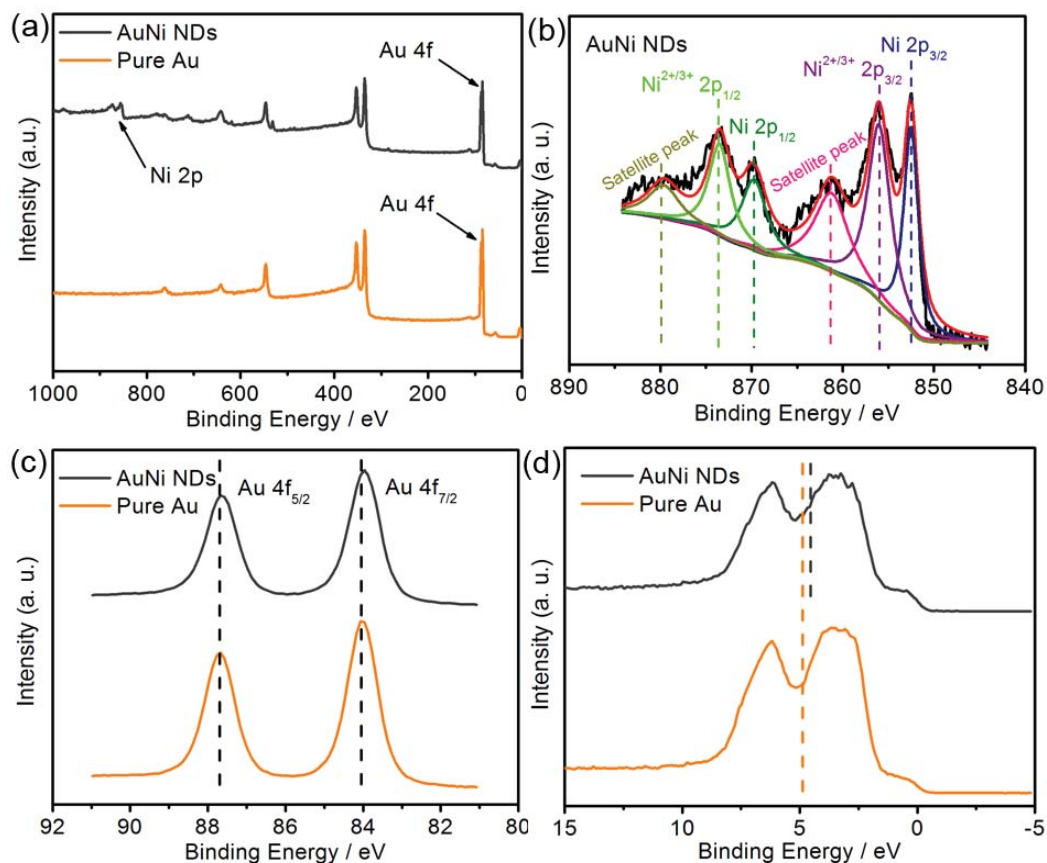 (a)
AuNi NDs
Pure Au
Au 4f
Ni 2p
Au 4f
Intensity (a. u.)
1000 800 600 400 200 0
Binding Energy / eV
(b)
AuNi NDs
Ni 2p3/2
Ni2+/3+ 2p1/2
Ni2+/3+ 2p3/2
Ni 2p1/2
Satellite peak
Satellite peak
Intensity (a. u.)
890 880 870 860 850 840
Binding Energy / eV
(c)
AuNi NDs
Pure Au
Au 4f5/2
Au 4f7/2
Intensity (a. u.)
92 90 88 86 84 82 80
Binding Energy / eV
(d)
AuNi NDs
Pure Au
Intensity (a. u.)
15 10 5 0 -5
Binding Energy / eV